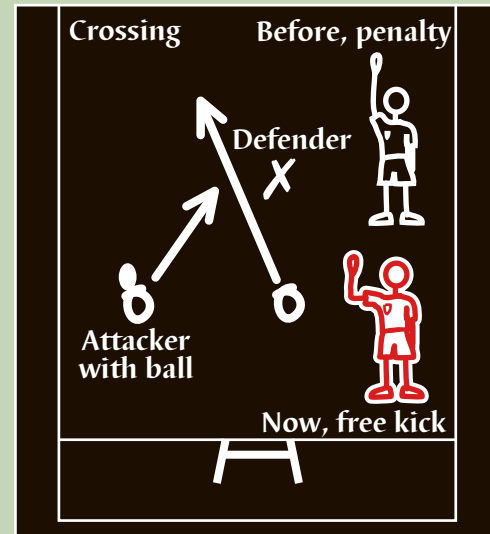 Crossing
Before, penalty
Defender
X
Attacker
with ball
Now, free kick